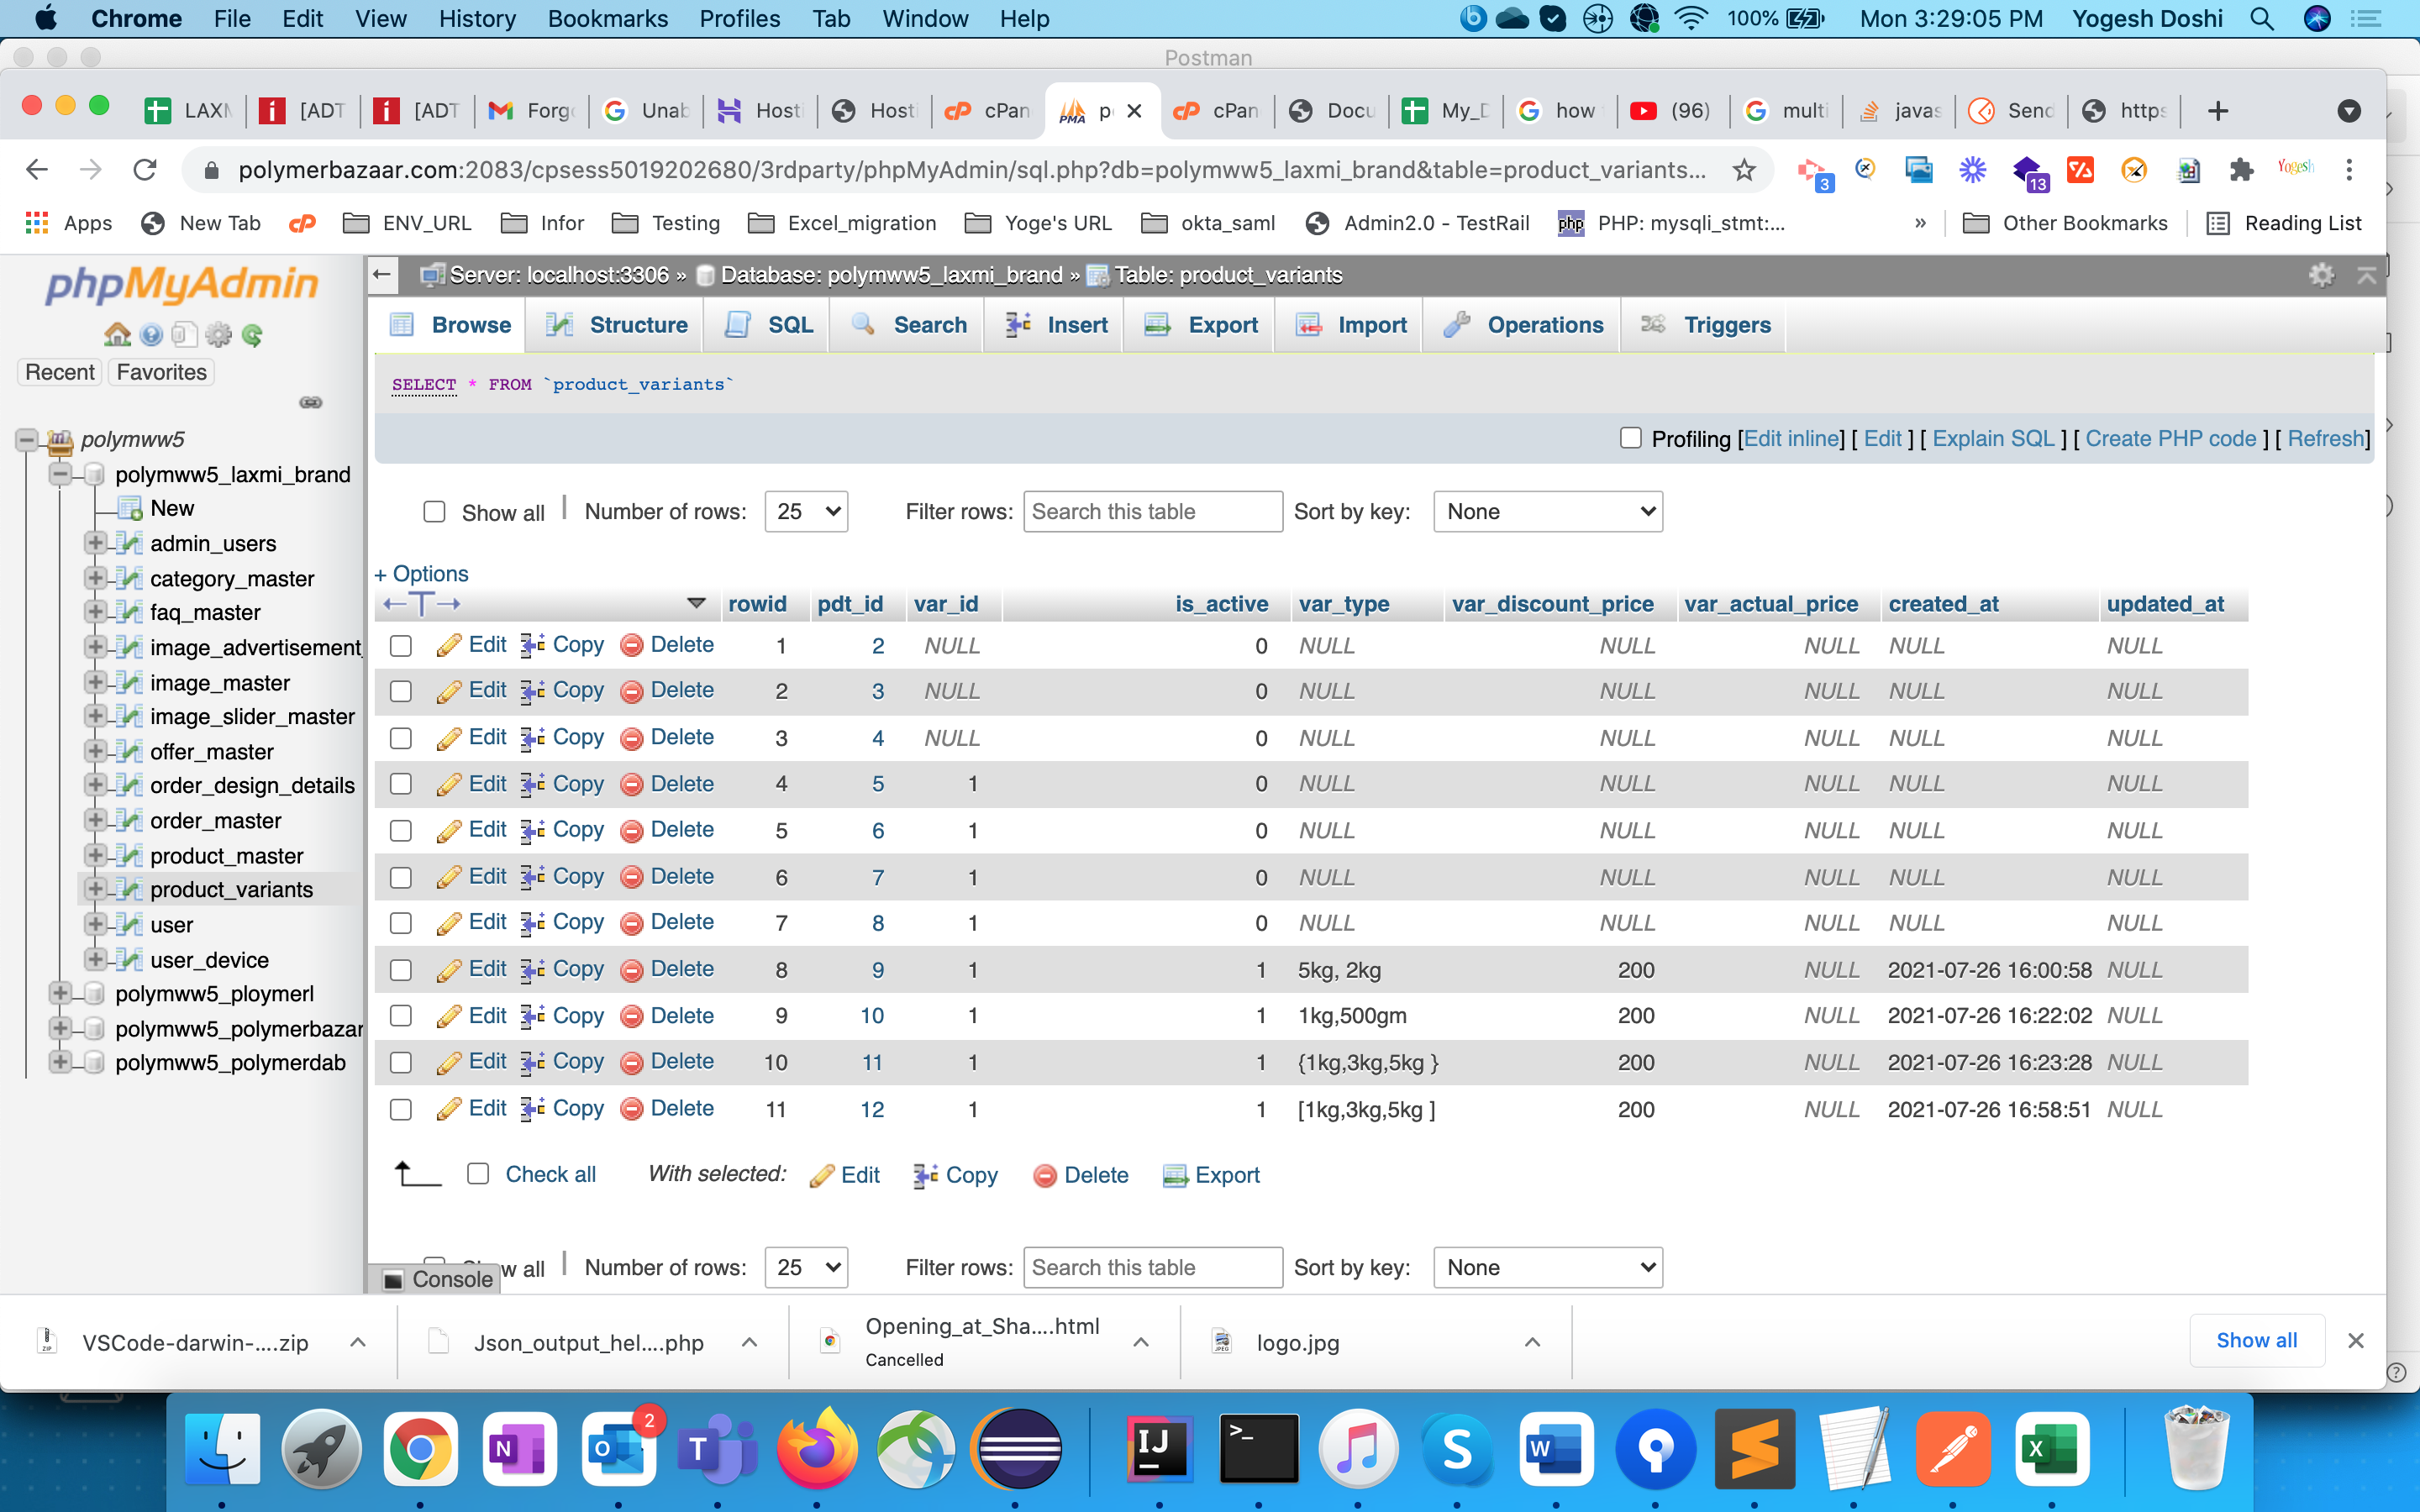 Chrome File Edit View History Bookmarks Profiles Tab Window Help 100% Mon 3:29:05 PM Yogesh Doshi
Postman
LAXM [ADT [ADT Forgo Unab Hosti Hosti cPan PMA p cPan Docu My_D how (96) multi javas Send https
polymerbazaar.com:2083/cpsess5019202680/3rdparty/phpMyAdmin/sql.php?db=polymww5_laxmi_brand&table=product_variants... 3 13 Yogesh
Apps New Tab cP ENV_URL Infor Testing Excel_migration Yoge's URL okta_saml Admin2.0 - TestRail php PHP: mysqli_stmt:... » Other Bookmarks Reading List
phpMyAdmin
Recent Favorites
polymww5
polymww5_laxmi_brand
New
admin_users
category_master
faq_master
image_advertisement_
image_master
image_slider_master
offer_master
order_design_details
order_master
product_master
product_variants
user
user_device
polymww5_ploymerl
polymww5_polymerbazar
polymww5_polymerdab
Server: localhost:3306 » Database: polymww5_laxmi_brand » Table: product_variants
Browse Structure SQL Search Insert Export Import Operations Triggers
SELECT * FROM `product_variants`
Profiling [Edit inline] [ Edit ] [ Explain SQL ] [ Create PHP code ] [ Refresh]
Show all | Number of rows: 25 Filter rows: Search this table Sort by key: None
+ Options
←T→ rowid pdt_id var_id is_active var_type var_discount_price var_actual_price created_at updated_at
Edit Copy Delete 1 2 NULL 0 NULL NULL NULL NULL NULL
Edit Copy Delete 2 3 NULL 0 NULL NULL NULL NULL NULL
Edit Copy Delete 3 4 NULL 0 NULL NULL NULL NULL NULL
Edit Copy Delete 4 5 1 0 NULL NULL NULL NULL NULL
Edit Copy Delete 5 6 1 0 NULL NULL NULL NULL NULL
Edit Copy Delete 6 7 1 0 NULL NULL NULL NULL NULL
Edit Copy Delete 7 8 1 0 NULL NULL NULL NULL NULL
Edit Copy Delete 8 9 1 1 5kg, 2kg 200 NULL 2021-07-26 16:00:58 NULL
Edit Copy Delete 9 10 1 1 1kg,500gm 200 NULL 2021-07-26 16:22:02 NULL
Edit Copy Delete 10 11 1 1 {1kg,3kg,5kg } 200 NULL 2021-07-26 16:23:28 NULL
Edit Copy Delete 11 12 1 1 [1kg,3kg,5kg ] 200 NULL 2021-07-26 16:58:51 NULL
Check all With selected: Edit Copy Delete Export
w all | Number of rows: 25 Filter rows: Search this table Sort by key: None
Console
VSCode-darwin-....zip Json_output_hel....php Opening_at_Sha....html logo.jpg Show all
Cancelled
N O 2 T IJ >_ S W X